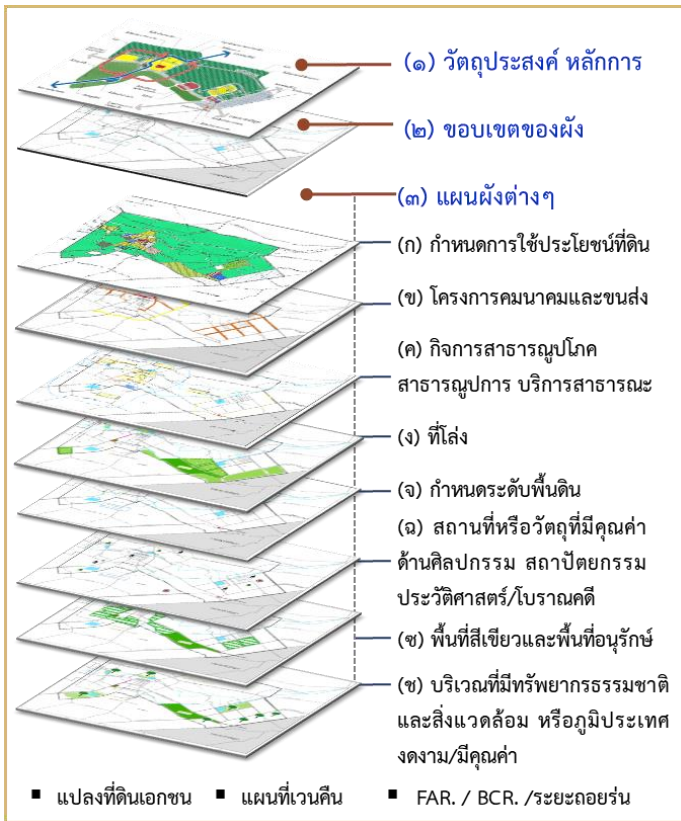 (๑) วัตถุประสงค์ หลักการ
(๒) ขอบเขตของผัง
(๓) แผนผังต่างๆ
(ก) กำหนดการใช้ประโยชน์ที่ดิน
(ข) โครงการคมนาคมและขนส่ง
(ค) กิจการสาธารณูปโภค
สาธารณูปการ บริการสาธารณะ
(ง) ที่โล่ง
(จ) กำหนดระดับพื้นดิน
(ฉ) สถานที่หรือวัตถุที่มีคุณค่า
ด้านศิลปกรรม สถาปัตยกรรม
ประวัติศาสตร์/โบราณคดี
(ซ) พื้นที่สีเขียวและพื้นที่อนุรักษ์
(ช) บริเวณที่มีทรัพยากรธรรมชาติ
และสิ่งแวดล้อม หรือภูมิประเทศ
งดงาม/มีคุณค่า
▪ แปลงที่ดินเอกชน ▪ แผนที่เวนคืน ▪ FAR. / BCR. /ระยะถอยร่น